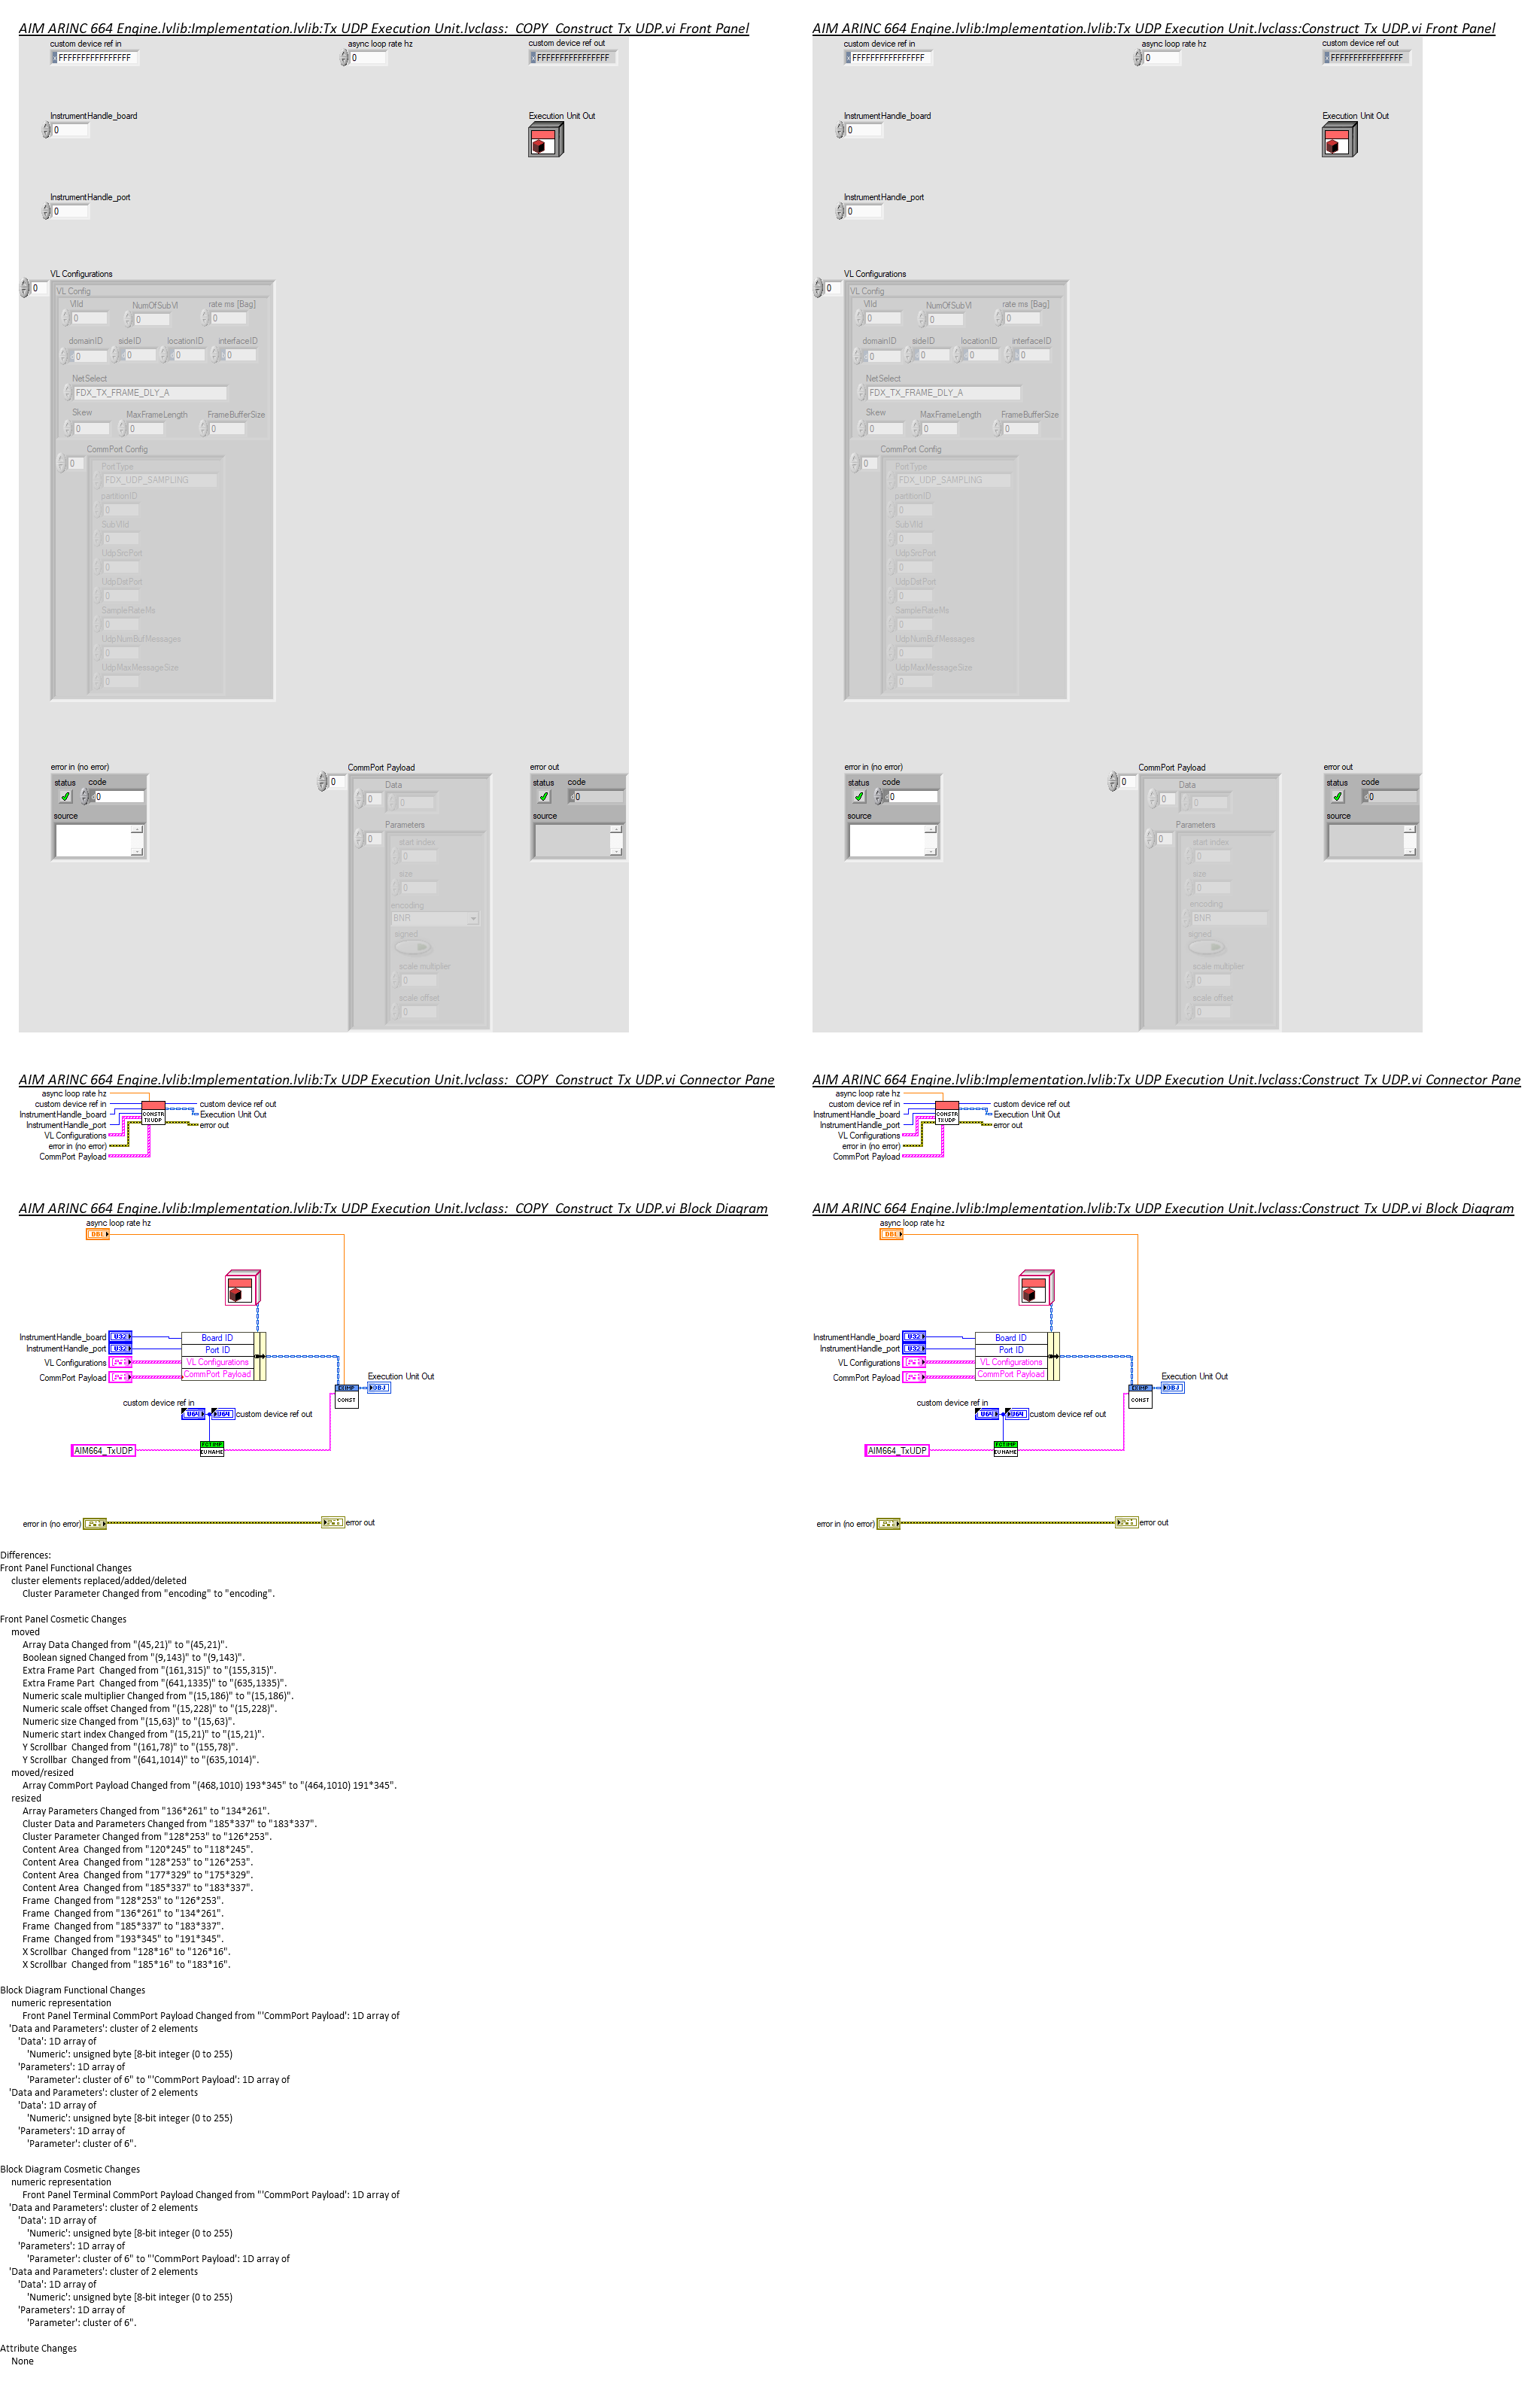 AIM ARINC 664 Engine.lvlib:Implementation.lvlib:Tx UDP Execution Unit.lvclass:_COPY_Construct Tx UDP.vi Front Panel
custom device ref in
async loop rate hz
custom device ref out
x FFFFFFFFFFFFFFFF
0
x FFFFFFFFFFFFFFFF
InstrumentHandle_board
Execution Unit Out
0
InstrumentHandle_port
0
VL Configurations
0
VL Config
VlId
NumOfSubVl
rate ms [Bag]
0
0
0
domainID
sideID
locationID
interfaceID
0
0
0
0
NetSelect
FDX_TX_FRAME_DLY_A
Skew
MaxFrameLength
FrameBufferSize
0
0
0
CommPort Config
0
PortType
FDX_UDP_SAMPLING
partitionID
0
SubVlId
0
UdpSrcPort
0
UdpDstPort
0
SampleRateMs
0
UdpNumBufMessages
0
UdpMaxMessageSize
0
error in (no error)
status
code
d0
source
CommPort Payload
0
Data
0
0
Parameters
0
start index
0
size
0
encoding
BNR
signed
scale multiplier
0
scale offset
0
error out
status
code
d0
source
AIM ARINC 664 Engine.lvlib:Implementation.lvlib:Tx UDP Execution Unit.lvclass:Construct Tx UDP.vi Front Panel
custom device ref in
async loop rate hz
custom device ref out
x FFFFFFFFFFFFFFFF
0
x FFFFFFFFFFFFFFFF
InstrumentHandle_board
Execution Unit Out
0
InstrumentHandle_port
0
VL Configurations
0
VL Config
VlId
NumOfSubVl
rate ms [Bag]
0
0
0
domainID
sideID
locationID
interfaceID
0
0
0
0
NetSelect
FDX_TX_FRAME_DLY_A
Skew
MaxFrameLength
FrameBufferSize
0
0
0
CommPort Config
0
PortType
FDX_UDP_SAMPLING
partitionID
0
SubVlId
0
UdpSrcPort
0
UdpDstPort
0
SampleRateMs
0
UdpNumBufMessages
0
UdpMaxMessageSize
0
error in (no error)
status
code
d0
source
CommPort Payload
0
Data
0
0
Parameters
0
start index
0
size
0
encoding
BNR
signed
scale multiplier
0
scale offset
0
error out
status
code
d0
source
AIM ARINC 664 Engine.lvlib:Implementation.lvlib:Tx UDP Execution Unit.lvclass:_COPY_Construct Tx UDP.vi Connector Pane
async loop rate hz
custom device ref in
InstrumentHandle_board
InstrumentHandle_port
VL Configurations
error in (no error)
CommPort Payload
CONSTR
TX UDP
custom device ref out
Execution Unit Out
error out
AIM ARINC 664 Engine.lvlib:Implementation.lvlib:Tx UDP Execution Unit.lvclass:Construct Tx UDP.vi Connector Pane
async loop rate hz
custom device ref in
InstrumentHandle_board
InstrumentHandle_port
VL Configurations
error in (no error)
CommPort Payload
CONSTR
TX UDP
custom device ref out
Execution Unit Out
error out
AIM ARINC 664 Engine.lvlib:Implementation.lvlib:Tx UDP Execution Unit.lvclass:_COPY_Construct Tx UDP.vi Block Diagram
async loop rate hz
DBL
InstrumentHandle_board
U32
Board ID
InstrumentHandle_port
U32
Port ID
VL Configurations
VL Configurations
CommPort Payload
CommPort Payload
Execution Unit Out
COMP
CONST
OBJ
custom device ref in
U64
U64
custom device ref out
AIM664_TxUDP
FCTIMP
EUNAME
error in (no error)
error out
AIM ARINC 664 Engine.lvlib:Implementation.lvlib:Tx UDP Execution Unit.lvclass:Construct Tx UDP.vi Block Diagram
async loop rate hz
DBL
InstrumentHandle_board
U32
Board ID
InstrumentHandle_port
U32
Port ID
VL Configurations
VL Configurations
CommPort Payload
CommPort Payload
Execution Unit Out
COMP
CONST
OBJ
custom device ref in
U64
U64
custom device ref out
AIM664_TxUDP
FCTIMP
EUNAME
error in (no error)
error out
Differences:
Front Panel Functional Changes
cluster elements replaced/added/deleted
Cluster Parameter Changed from "encoding" to "encoding".
Front Panel Cosmetic Changes
moved
Array Data Changed from "(45,21)" to "(45,21)".
Boolean signed Changed from "(9,143)" to "(9,143)".
Extra Frame Part  Changed from "(161,315)" to "(155,315)".
Extra Frame Part  Changed from "(641,1335)" to "(635,1335)".
Numeric scale multiplier Changed from "(15,186)" to "(15,186)".
Numeric scale offset Changed from "(15,228)" to "(15,228)".
Numeric size Changed from "(15,63)" to "(15,63)".
Numeric start index Changed from "(15,21)" to "(15,21)".
Y Scrollbar  Changed from "(161,78)" to "(155,78)".
Y Scrollbar  Changed from "(641,1014)" to "(635,1014)".
moved/resized
Array CommPort Payload Changed from "(468,1010) 193*345" to "(464,1010) 191*345".
resized
Array Parameters Changed from "136*261" to "134*261".
Cluster Data and Parameters Changed from "185*337" to "183*337".
Cluster Parameter Changed from "128*253" to "126*253".
Content Area  Changed from "120*245" to "118*245".
Content Area  Changed from "128*253" to "126*253".
Content Area  Changed from "177*329" to "175*329".
Content Area  Changed from "185*337" to "183*337".
Frame  Changed from "128*253" to "126*253".
Frame  Changed from "136*261" to "134*261".
Frame  Changed from "185*337" to "183*337".
Frame  Changed from "193*345" to "191*345".
X Scrollbar  Changed from "128*16" to "126*16".
X Scrollbar  Changed from "185*16" to "183*16".
Block Diagram Functional Changes
numeric representation
Front Panel Terminal CommPort Payload Changed from "'CommPort Payload': 1D array of
'Data and Parameters': cluster of 2 elements
'Data': 1D array of
'Numeric': unsigned byte [8-bit integer (0 to 255)
'Parameters': 1D array of
'Parameter': cluster of 6" to "'CommPort Payload': 1D array of
'Data and Parameters': cluster of 2 elements
'Data': 1D array of
'Numeric': unsigned byte [8-bit integer (0 to 255)
'Parameters': 1D array of
'Parameter': cluster of 6".
Block Diagram Cosmetic Changes
numeric representation
Front Panel Terminal CommPort Payload Changed from "'CommPort Payload': 1D array of
'Data and Parameters': cluster of 2 elements
'Data': 1D array of
'Numeric': unsigned byte [8-bit integer (0 to 255)
'Parameters': 1D array of
'Parameter': cluster of 6" to "'CommPort Payload': 1D array of
'Data and Parameters': cluster of 2 elements
'Data': 1D array of
'Numeric': unsigned byte [8-bit integer (0 to 255)
'Parameters': 1D array of
'Parameter': cluster of 6".
Attribute Changes
None